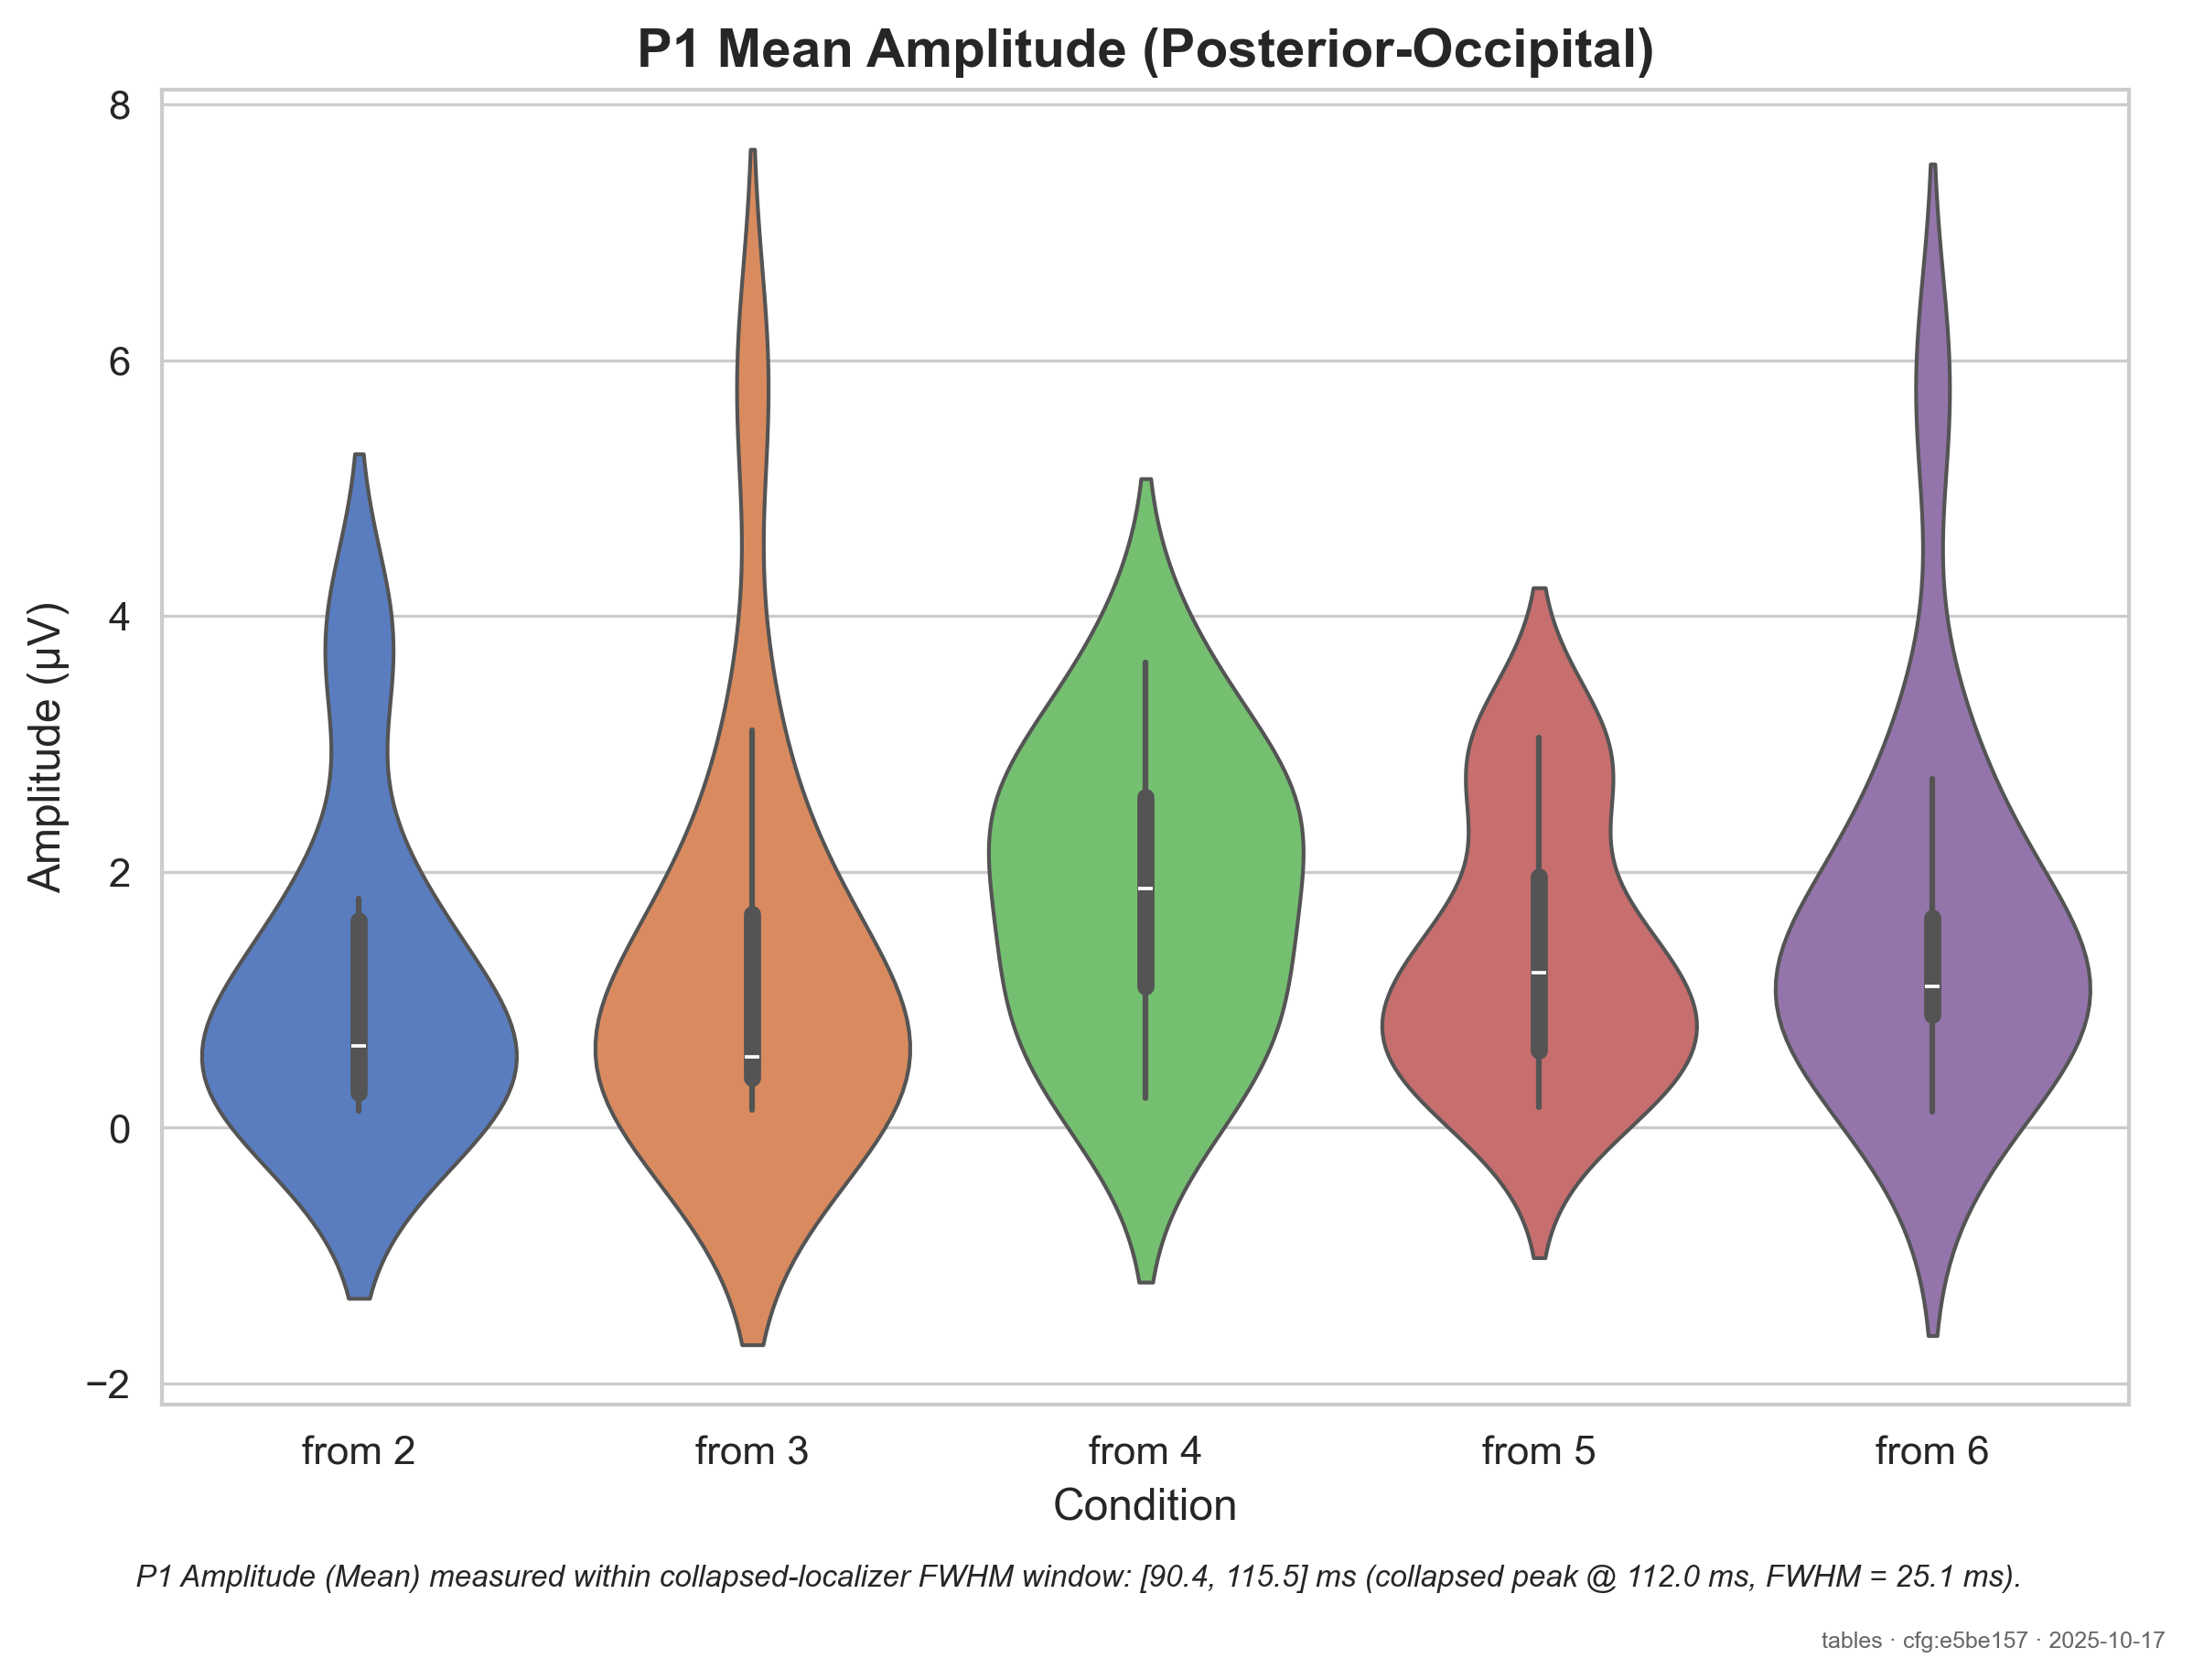 P1 Mean Amplitude (Posterior-Occipital)
8
6
4
2
0
−2
Amplitude (µV)
from 2
from 3
from 4
from 5
from 6
Condition
P1 Amplitude (Mean) measured within collapsed-localizer FWHM window: [90.4, 115.5] ms (collapsed peak @ 112.0 ms, FWHM = 25.1 ms).
tables · cfg:e5be157 · 2025-10-17